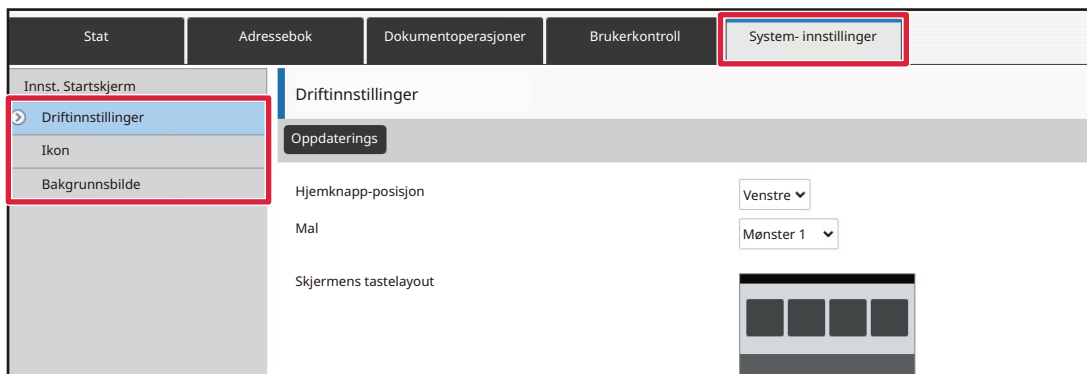 Stat
Adressebok
Dokumentoperasjoner
Brukerkontroll
System- innstillinger
Innst. Startskjerm
Driftinnstillinger
Ikon
Bakgrunnsbilde
Driftinnstillinger
Oppdaterings
Hjemknapp-posisjon
Venstre
Mal
Mønster 1
Skjermens tastelayout